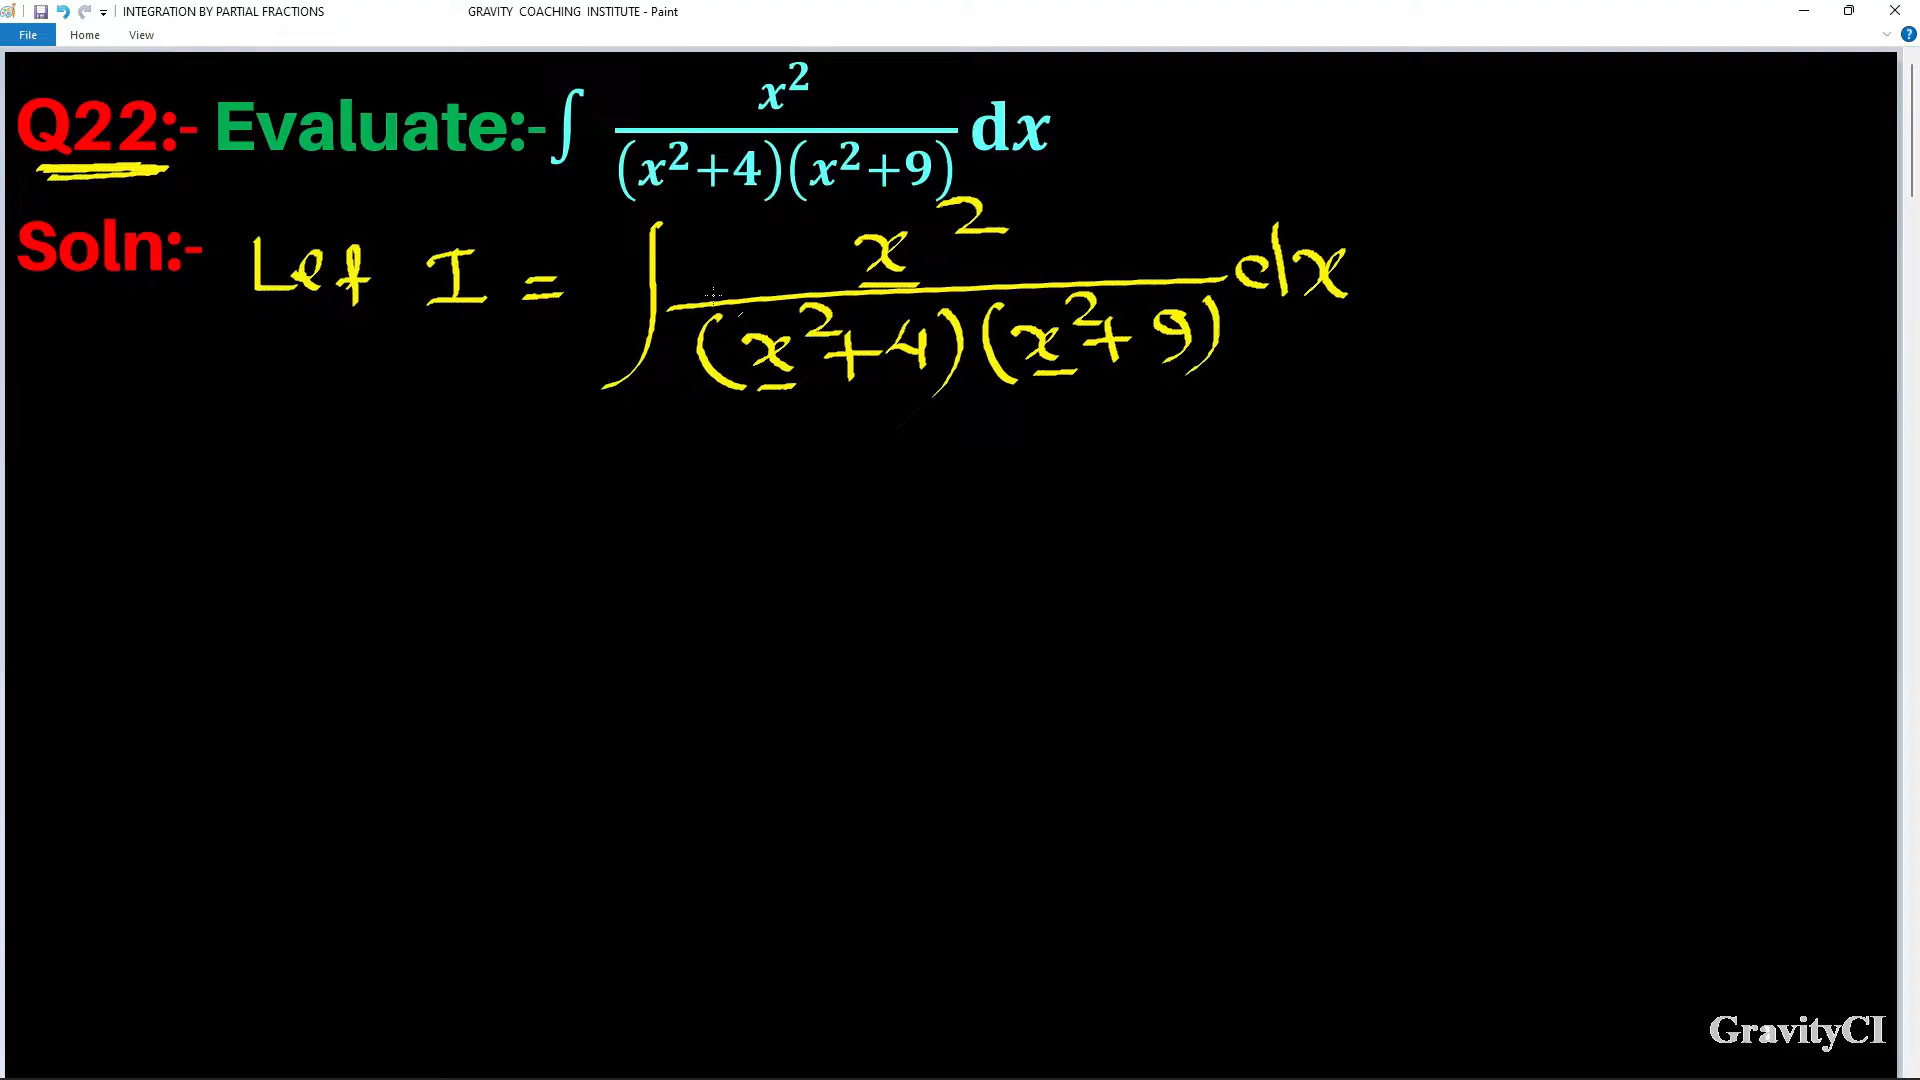 INTEGRATION BY PARTIAL FRACTIONS GRAVITY COACHING INSTITUTE - Paint
File Home View
Q22:- Evaluate:- ∫ x²/((x²+4)(x²+9)) dx
Soln:- Let I = ∫ x²/((x²+4)(x²+9)) dx
GravityCI